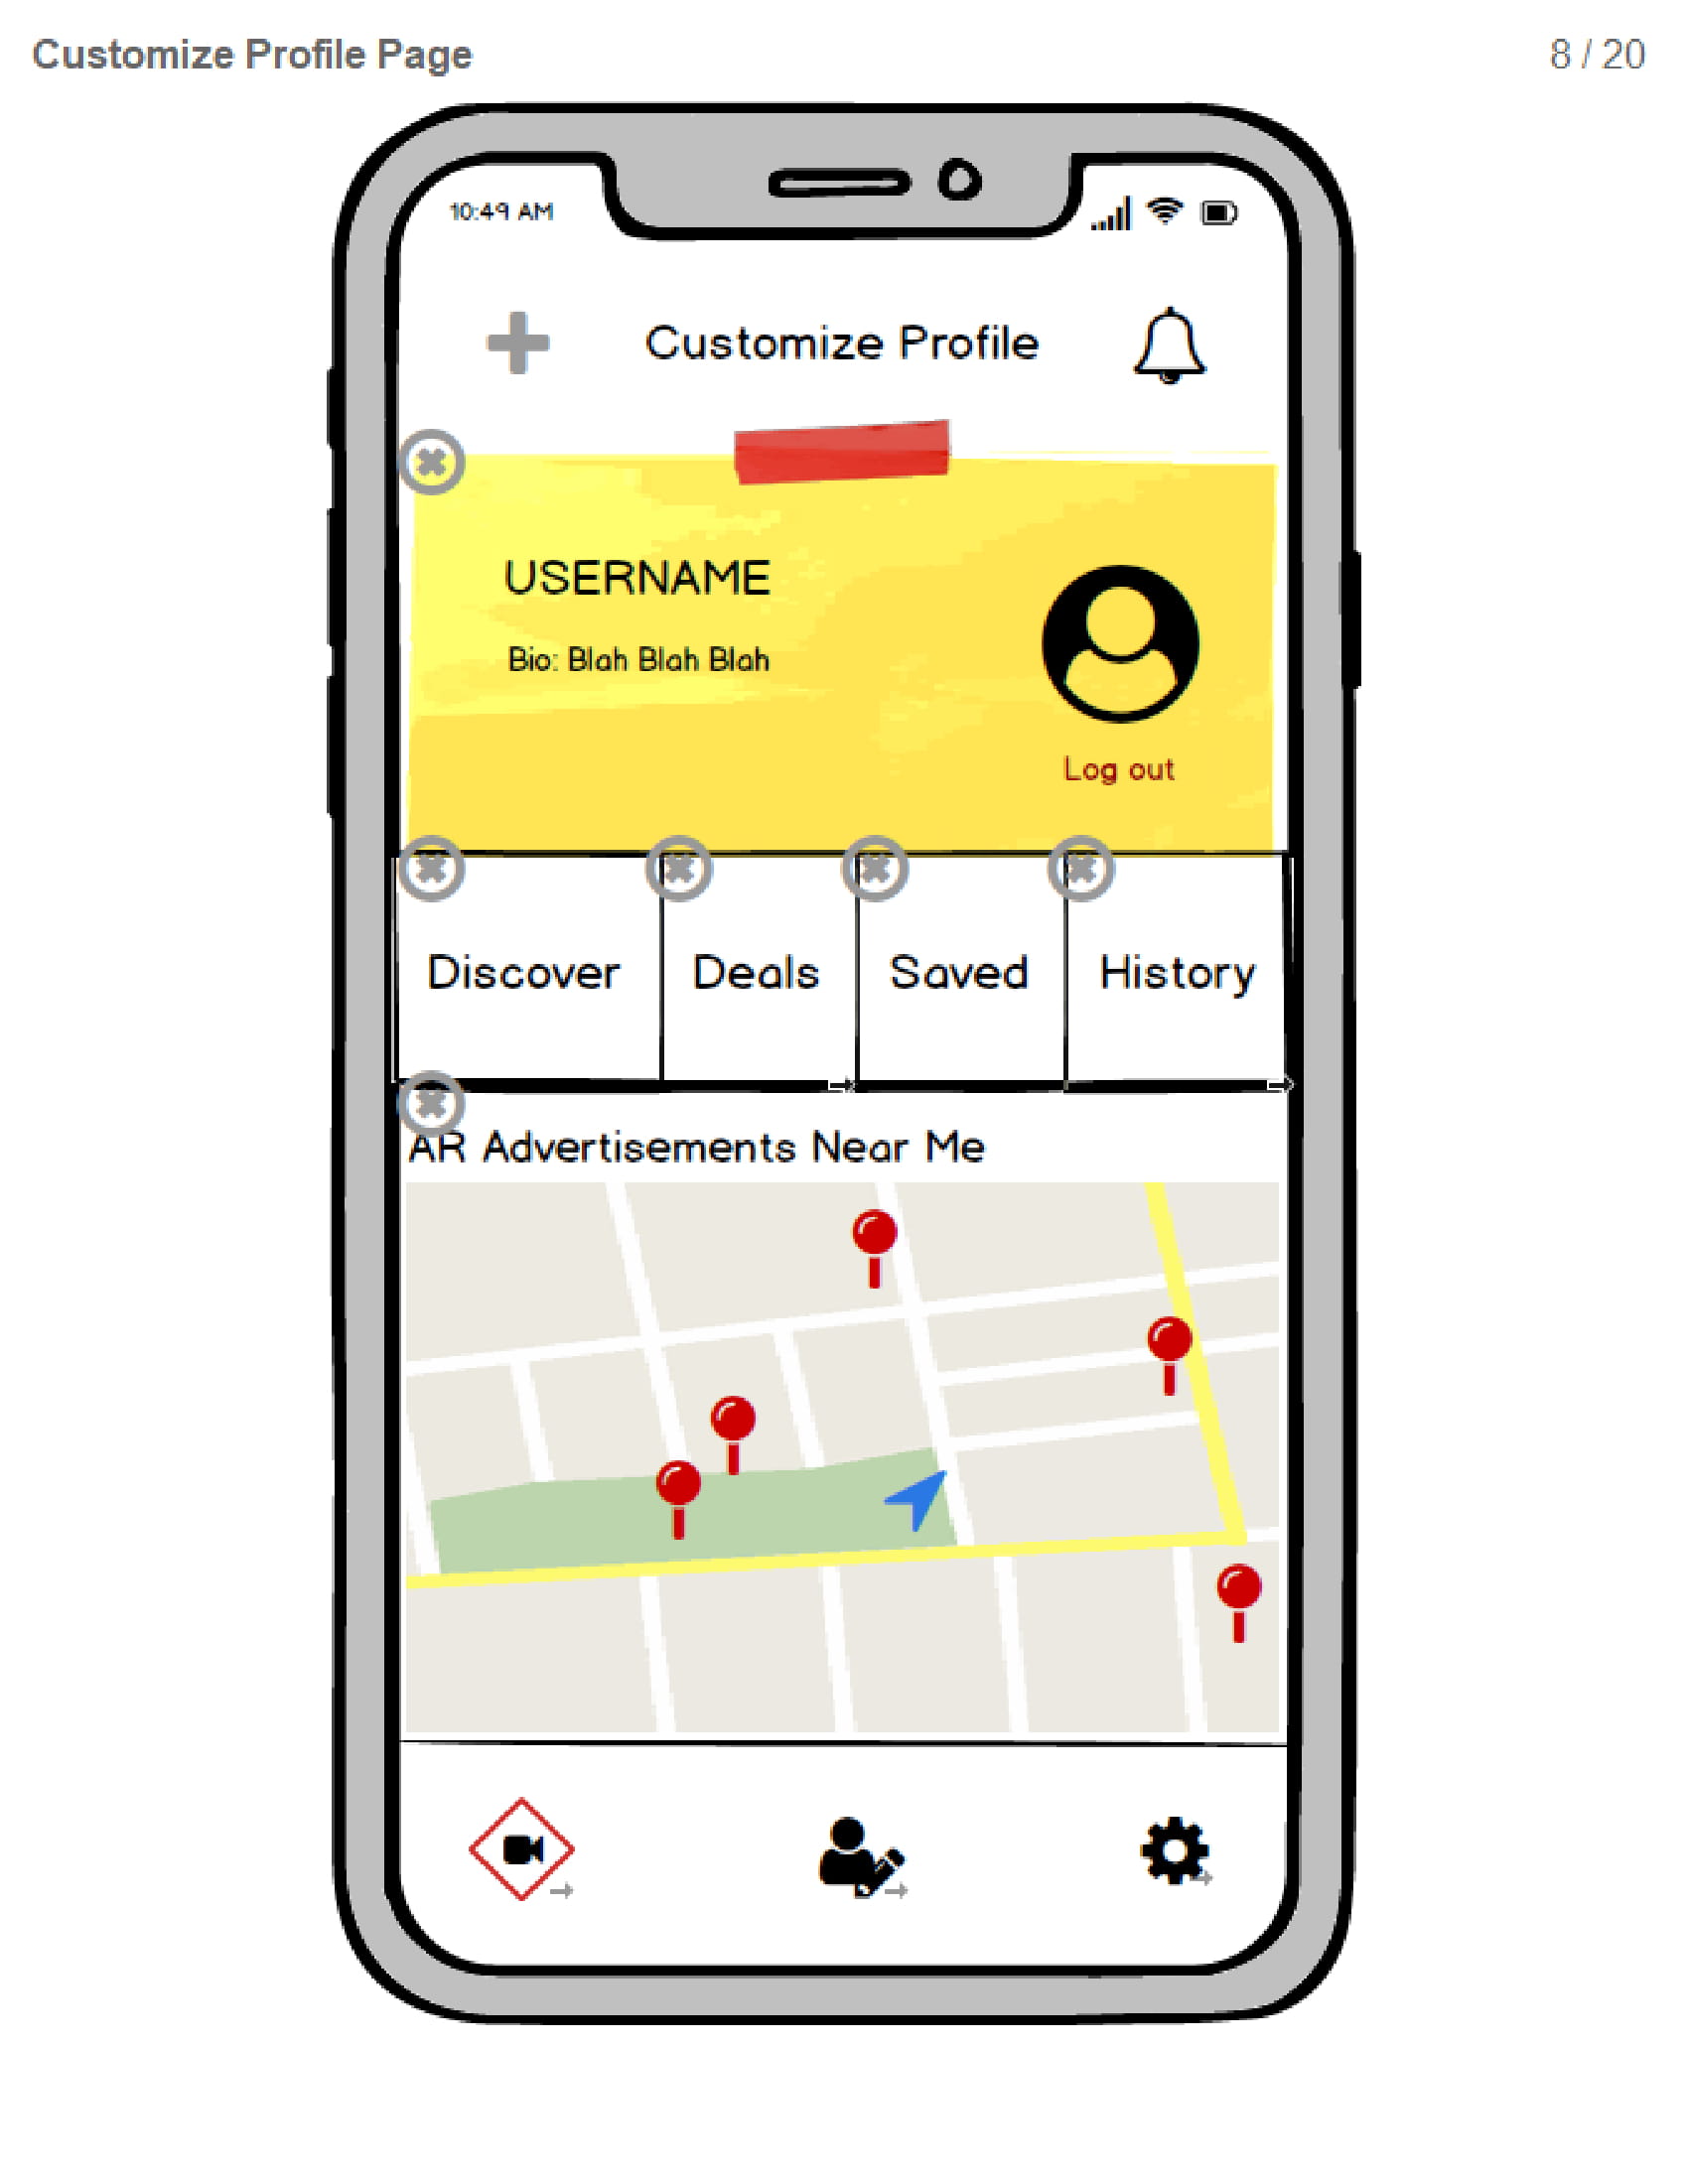 Customize Profile Page 8 / 20
10:49 AM
Customize Profile
USERNAME
Bio: Blah Blah Blah
Log out
Discover Deals Saved History
AR Advertisements Near Me